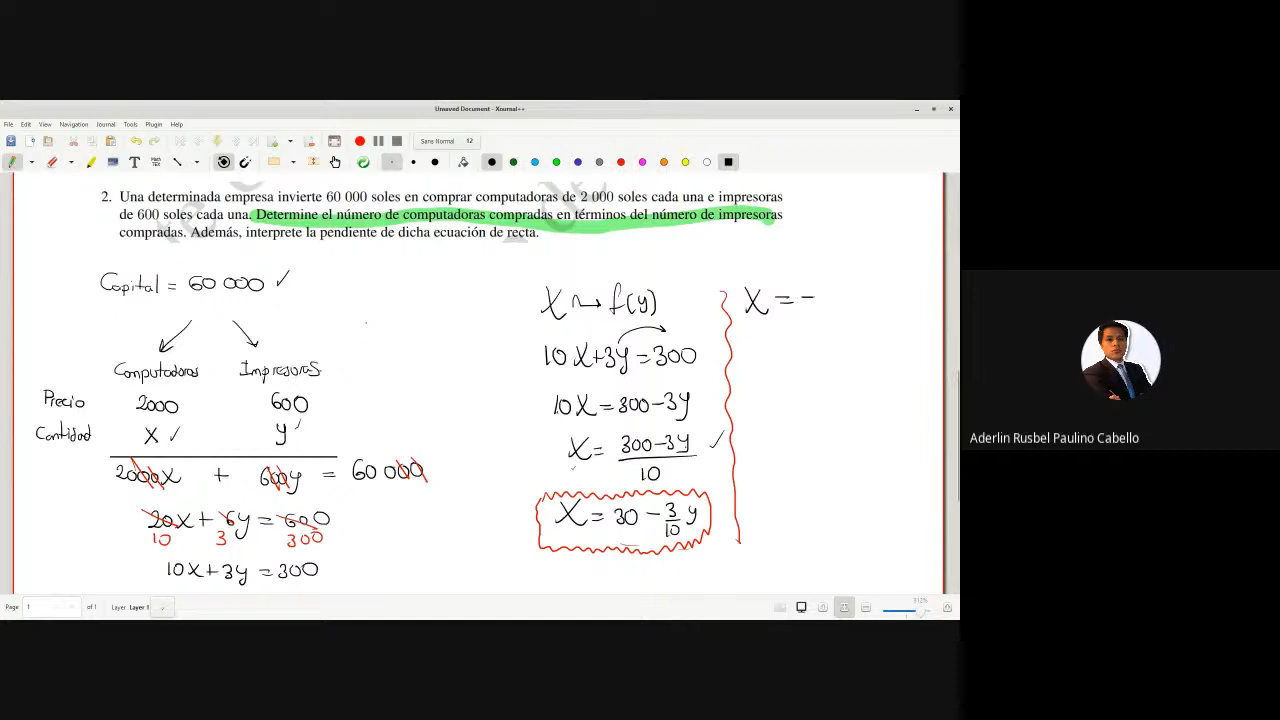 Unsaved Document - Xournal++
File Edit View Navigation Journal Tools Plugin Help
Sans Normal 12
2. Una determinada empresa invierte 60 000 soles en comprar computadoras de 2 000 soles cada una e impresoras
de 600 soles cada una. Determine el número de computadoras compradas en términos del número de impresoras
compradas. Además, interprete la pendiente de dicha ecuación de recta.
Capital = 60 000 ✓
Computadoras Impresoras
Precio 2000 600
Cantidad X ✓ y ✓
2000X + 600y = 60 000
20X + 6y = 600
10 3 300
10X + 3y = 300
X → f(y)
10X + 3y = 300
10X = 300 - 3y
X = (300 - 3y)/10 ✓
X = 30 - 3/10 y
X = -
Aderlin Rusbel Paulino Cabello
Page 1 of 1 Layer: Layer 1
312%